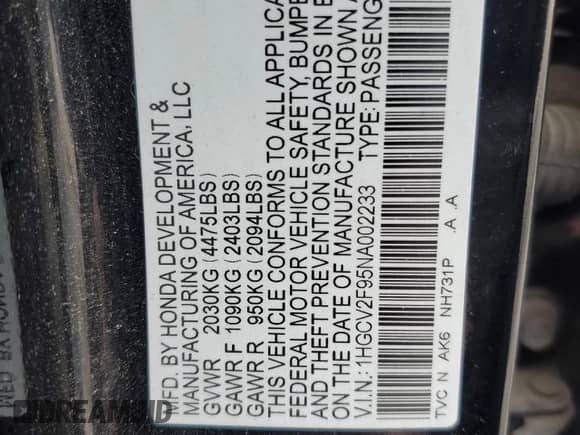 MFD. BY HONDA DEVELOPMENT &
MANUFACTURING OF AMERICA, LLC
GVWR 2030KG (4475LBS)
GAWR F 1090KG (2403LBS)
GAWR R 950KG (2094LBS)
THIS VEHICLE CONFORMS TO ALL APPLICA
FEDERAL MOTOR VEHICLE SAFETY, BUMPE
AND THEFT PREVENTION STANDARDS IN E
ON THE DATE OF MANUFACTURE SHOWN A
V.I.N.: 1HGCV2F95NA002233 TYPE: PASSENG
TVC N AK6 NH731P .A .A
DREAMBID